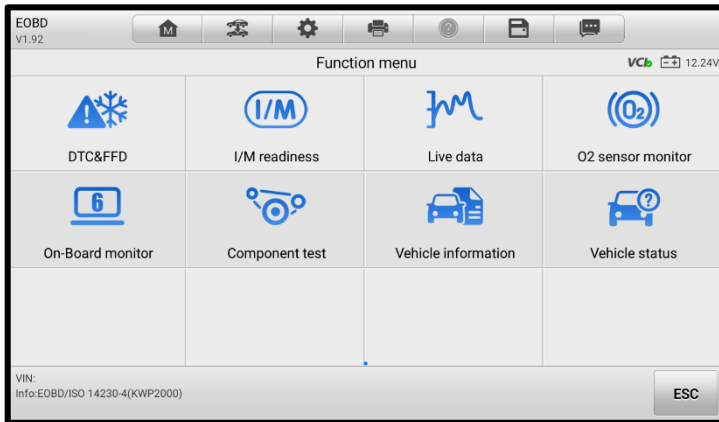 EOBD
V1.92
M
?
Function menu
VCI 12.24V
DTC&FFD
I/M
I/M readiness
Live data
O2
O2 sensor monitor
6
On-Board monitor
Component test
Vehicle information
?
Vehicle status
VIN:
Info:EOBD/ISO 14230-4(KWP2000)
ESC